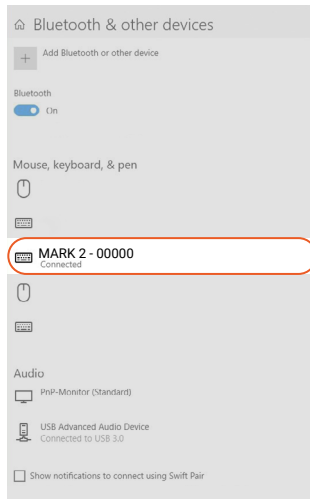 Bluetooth & other devices
Add Bluetooth or other device
Bluetooth
On
Mouse, keyboard, & pen
MARK 2 - 00000
Connected
Audio
PnP-Monitor (Standard)
USB Advanced Audio Device
Connected to USB 3.0
Show notifications to connect using Swift Pair